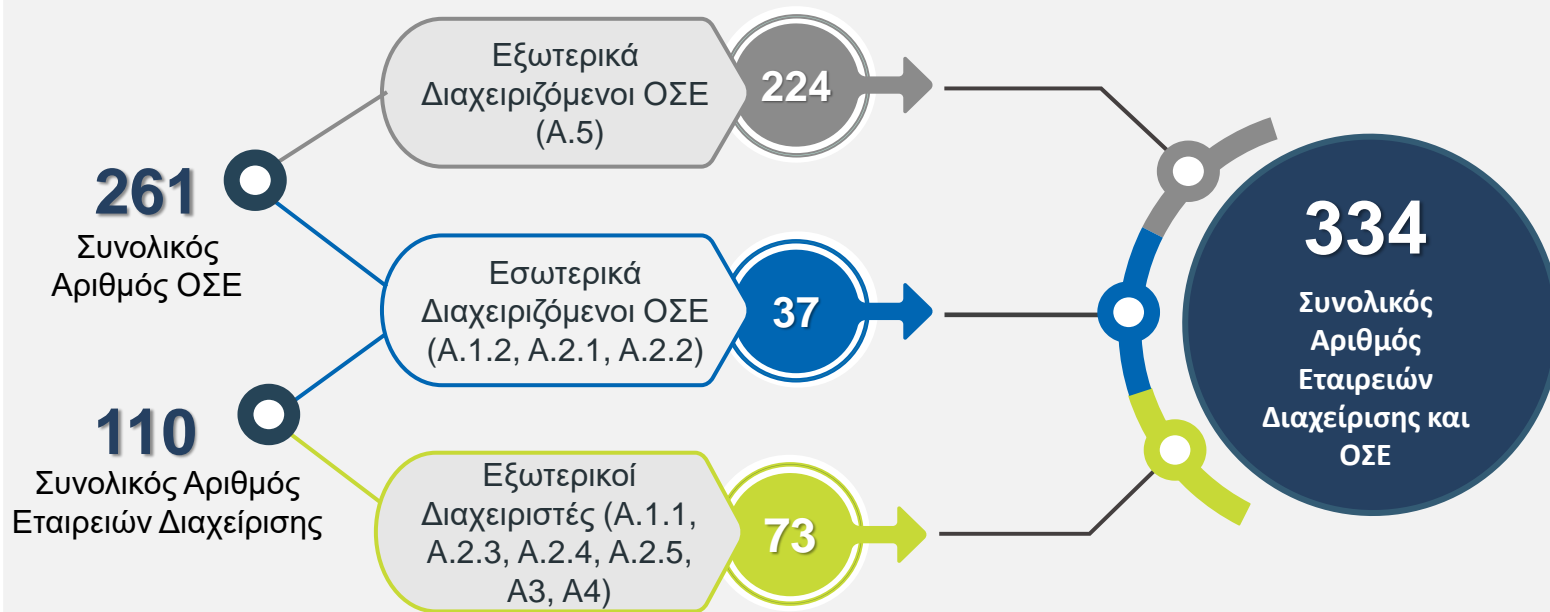 261
Συνολικός
Αριθμός ΟΣΕ
110
Συνολικός Αριθμός
Εταιρειών Διαχείρισης
Εξωτερικά
Διαχειριζόμενοι ΟΣΕ
(Α.5)
224
Εσωτερικά
Διαχειριζόμενοι ΟΣΕ
(Α.1.2, Α.2.1, Α.2.2)
37
Εξωτερικοί
Διαχειριστές (Α.1.1,
Α.2.3, Α.2.4, Α.2.5,
Α3, Α4)
73
334
Συνολικός
Αριθμός
Εταιρειών
Διαχείρισης και
ΟΣΕ